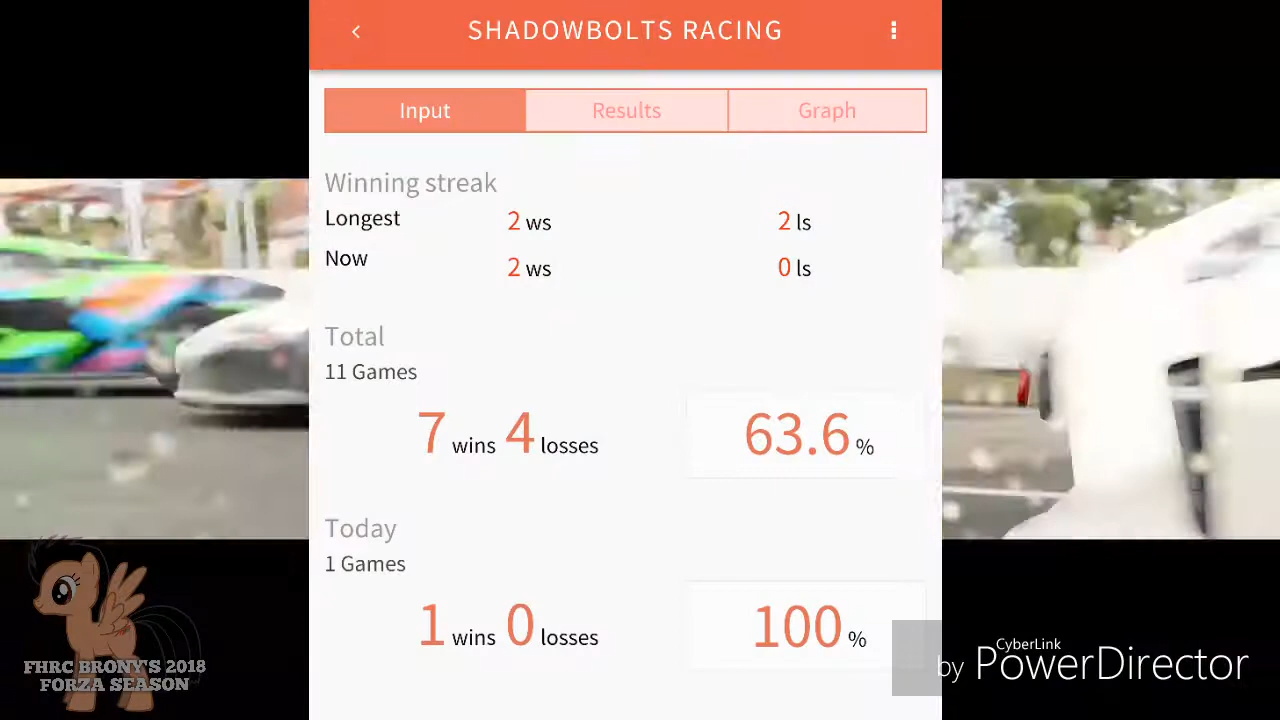 SHADOWBOLTS RACING
Input Results Graph
Winning streak
Longest 2 ws 2 ls
Now 2 ws 0 ls
Total
11 Games
7 wins 4 losses 63.6 %
Today
1 Games
1 wins 0 losses 100 %
FHRC BRONY'S 2018
FORZA SEASON
CyberLink
by PowerDirector